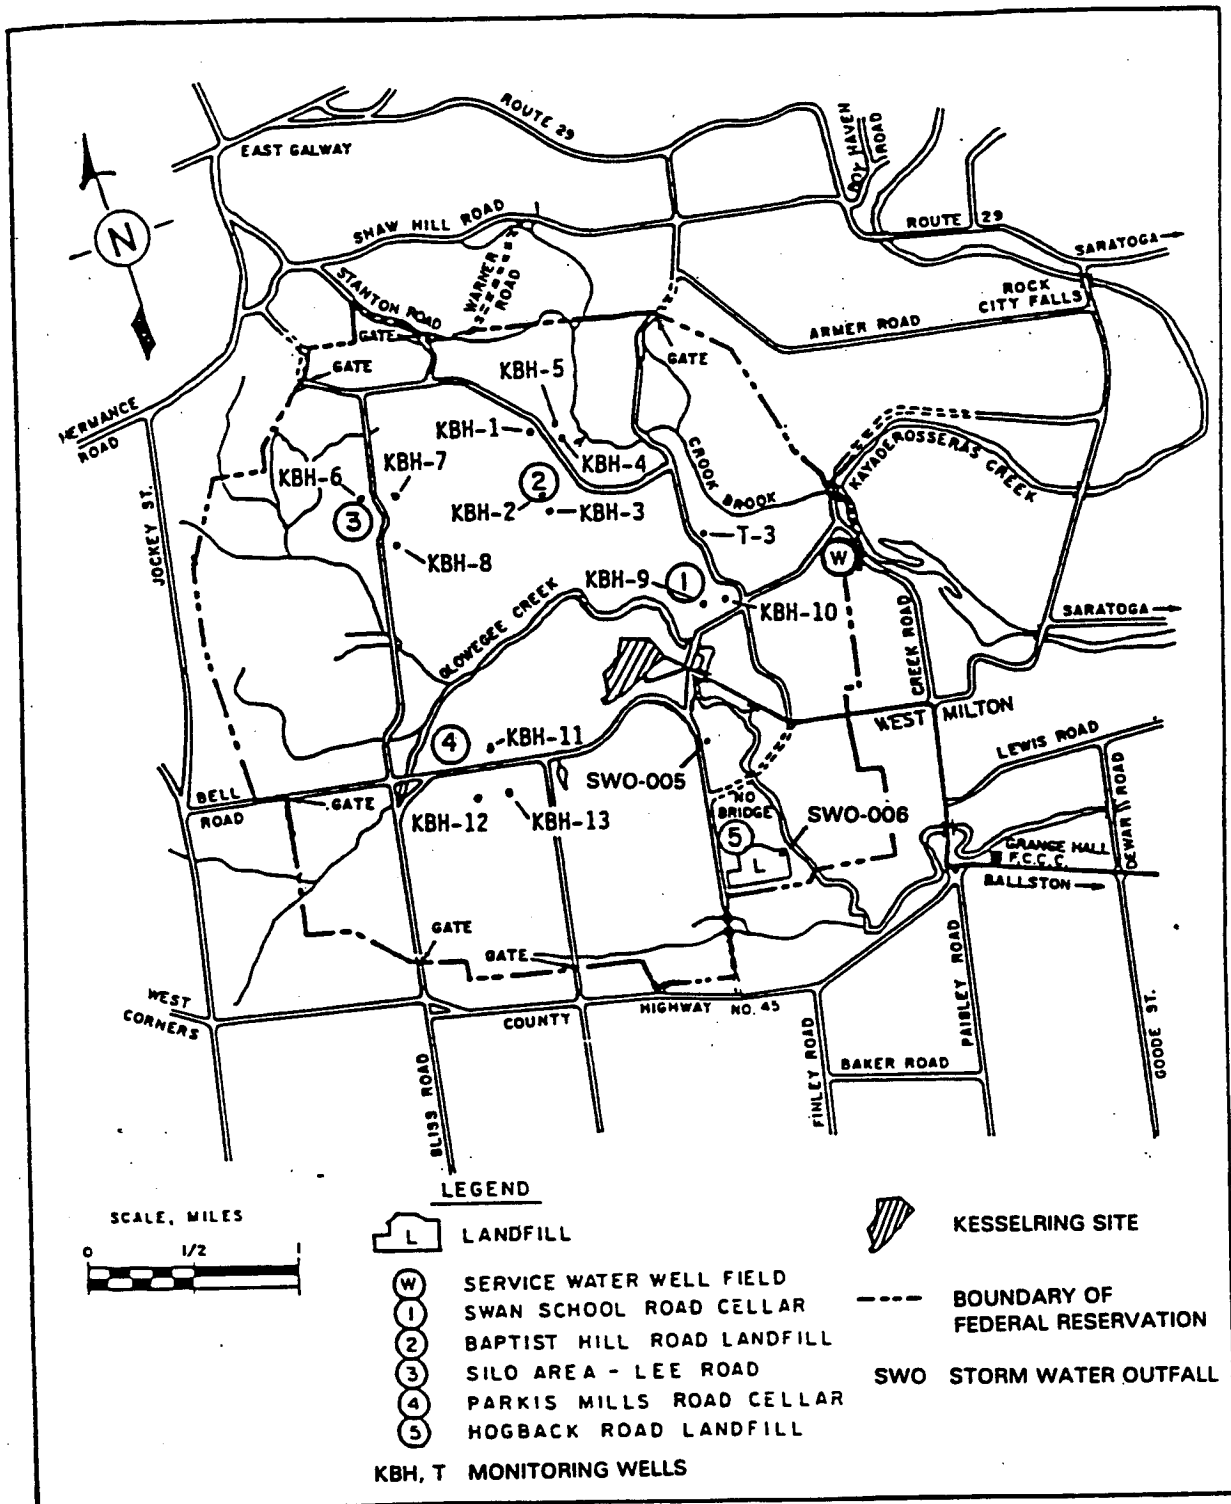 ROUTE 29
ROY HAVEN
ROAD
EAST GALWAY
N
SHAW HILL ROAD
ROUTE 29
SARATOGA
STANTON ROAD
WARNER
ROAD
ROCK
CITY FALLS
ARMER ROAD
GATE
GATE
GATE
KBH-5
HERMANCE
ROAD
KBH-1
KBH-4
KBH-7
KBH-6
CROOK BROOK
KAYADEROSSERAS CREEK
2
KBH-2
KBH-3
3
JOCKEY ST.
T-3
KBH-8
W
KBH-9
1
KBH-10
GLOWEGEE CREEK
SARATOGA
CREEK ROAD
WEST MILTON
4
KBH-11
LEWIS ROAD
SWO-005
BELL
ROAD
GATE
NO
BRIDGE
SWO-006
KBH-12
KBH-13
5
L
DEWAR ROAD
GRANGE HALL
F.C.C.C.
BALLSTON
GATE
GATE
WEST
CORNERS
COUNTY HIGHWAY NO. 45
PAISLEY ROAD
GOODE ST.
BLISS ROAD
FINLEY ROAD
BAKER ROAD
SCALE, MILES
0 1/2 1
LEGEND
L LANDFILL
W SERVICE WATER WELL FIELD
1 SWAN SCHOOL ROAD CELLAR
2 BAPTIST HILL ROAD LANDFILL
3 SILO AREA - LEE ROAD
4 PARKIS MILLS ROAD CELLAR
5 HOGBACK ROAD LANDFILL
KBH, T MONITORING WELLS
KESSELRING SITE
BOUNDARY OF
FEDERAL RESERVATION
SWO STORM WATER OUTFALL